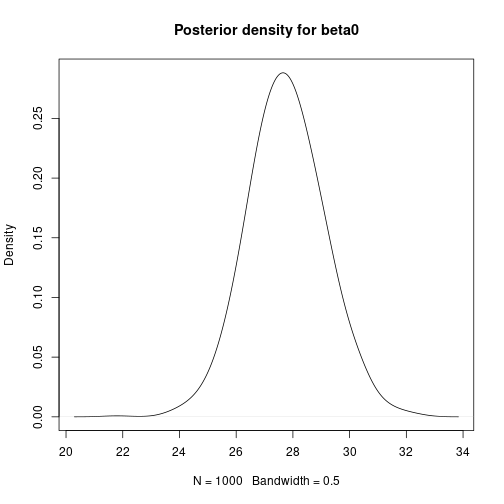 Posterior density for beta0
Density
0.00 0.05 0.10 0.15 0.20 0.25
20 22 24 26 28 30 32 34
N = 1000 Bandwidth = 0.5